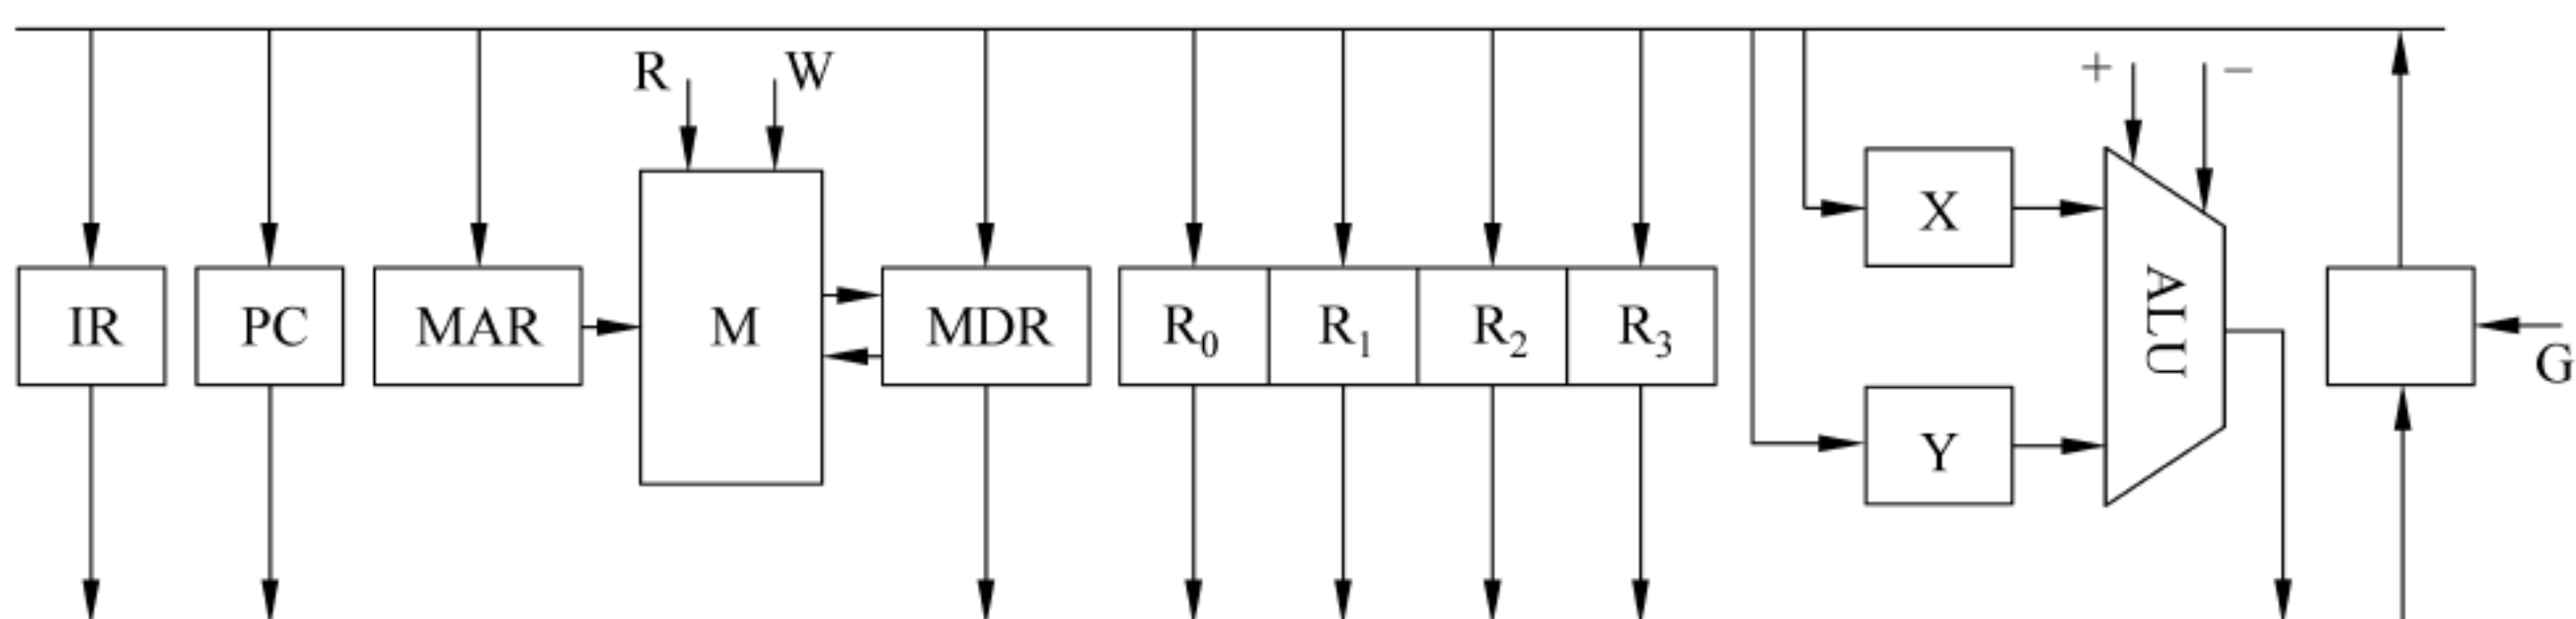 R W + −
X
IR PC MAR M MDR R₀ R₁ R₂ R₃ ALU
G
Y